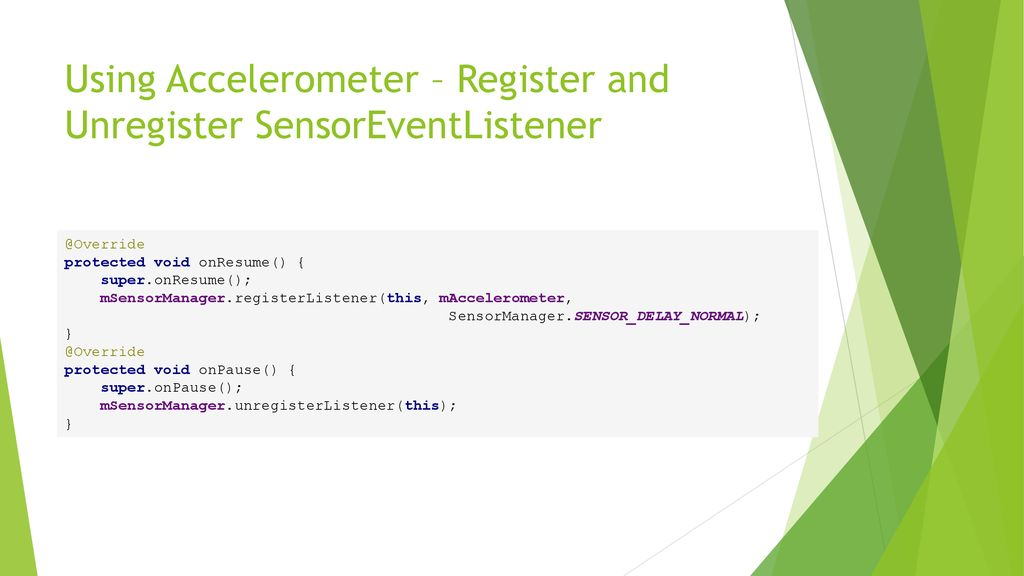 Using Accelerometer – Register and
Unregister SensorEventListener
@Override
protected void onResume() {
    super.onResume();
    mSensorManager.registerListener(this, mAccelerometer,
                                           SensorManager.SENSOR_DELAY_NORMAL);
}
@Override
protected void onPause() {
    super.onPause();
    mSensorManager.unregisterListener(this);
}